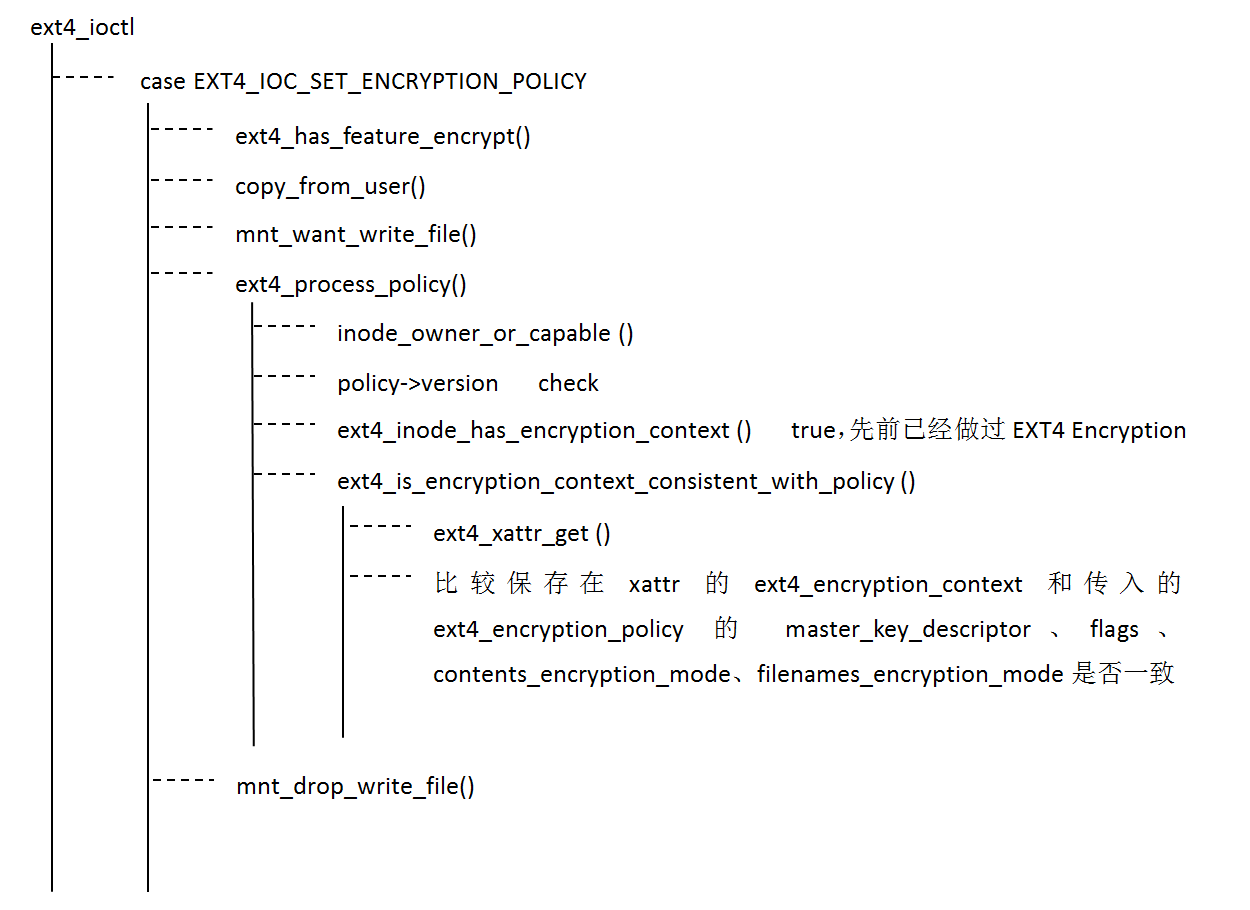 ext4_ioctl
case EXT4_IOC_SET_ENCRYPTION_POLICY
ext4_has_feature_encrypt()
copy_from_user()
mnt_want_write_file()
ext4_process_policy()
inode_owner_or_capable ()
policy->version check
ext4_inode_has_encryption_context () true，先前已经做过 EXT4 Encryption
ext4_is_encryption_context_consistent_with_policy ()
ext4_xattr_get ()
比较保存在 xattr 的 ext4_encryption_context 和传入的
ext4_encryption_policy 的 master_key_descriptor 、 flags 、
contents_encryption_mode、filenames_encryption_mode 是否一致
mnt_drop_write_file()